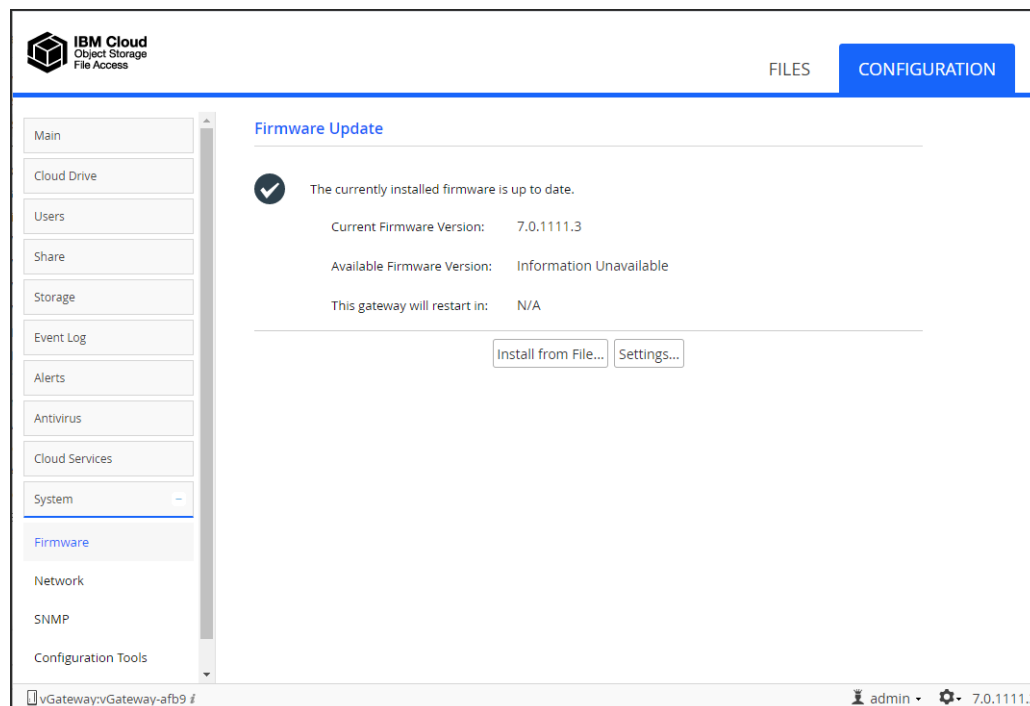 IBM Cloud
Object Storage
File Access
FILES
CONFIGURATION
Main
Cloud Drive
Users
Share
Storage
Event Log
Alerts
Antivirus
Cloud Services
System
Firmware
Network
SNMP
Configuration Tools
Firmware Update
The currently installed firmware is up to date.
Current Firmware Version: 7.0.1111.3
Available Firmware Version: Information Unavailable
This gateway will restart in: N/A
Install from File... Settings...
vGateway:vGateway-afb9 i
admin 7.0.1111.